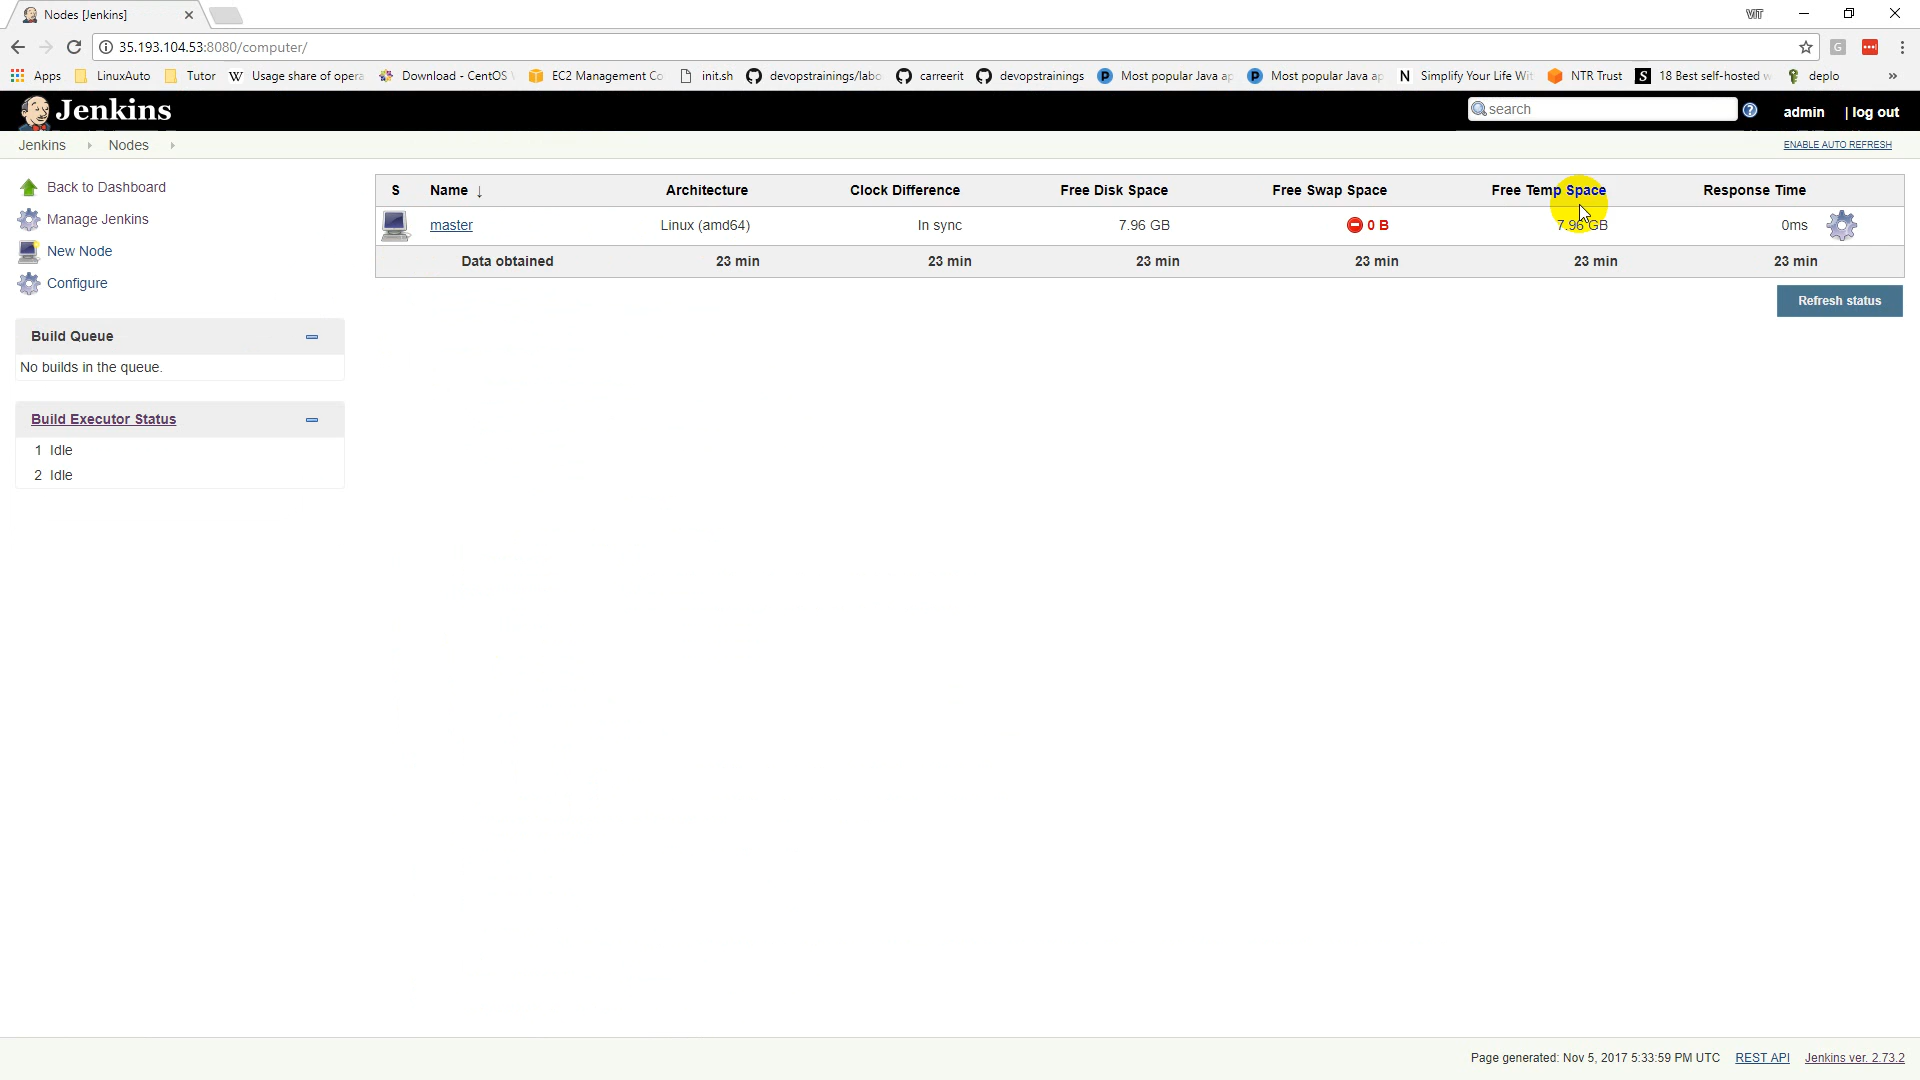 Nodes [Jenkins]
VIT
35.193.104.53:8080/computer/
G
Apps LinuxAuto Tutor W Usage share of opera Download - CentOS EC2 Management Co init.sh devopstrainings/labo carreerit devopstrainings P Most popular Java ap P Most popular Java ap N Simplify Your Life Wit NTR Trust S 18 Best self-hosted w deplo »
Jenkins
search
admin | log out
Jenkins Nodes
ENABLE AUTO REFRESH
Back to Dashboard
Manage Jenkins
New Node
Configure
Build Queue
No builds in the queue.
Build Executor Status
1 Idle
2 Idle
S Name ↓ Architecture Clock Difference Free Disk Space Free Swap Space Free Temp Space Response Time
master Linux (amd64) In sync 7.96 GB 0 B 7.96 GB 0ms
Data obtained 23 min 23 min 23 min 23 min 23 min 23 min
Refresh status
Page generated: Nov 5, 2017 5:33:59 PM UTC REST API Jenkins ver. 2.73.2